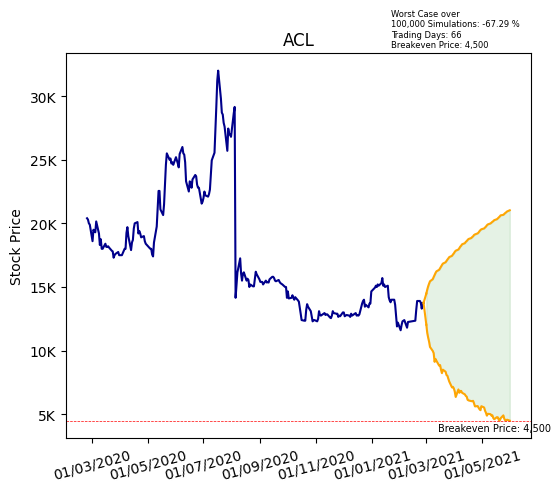 Worst Case over
100,000 Simulations: -67.29 %
Trading Days: 66
Breakeven Price: 4,500
ACL
Stock Price
30K
25K
20K
15K
10K
5K
Breakeven Price: 4,500
01/03/2020
01/05/2020
01/07/2020
01/09/2020
01/11/2020
01/01/2021
01/03/2021
01/05/2021